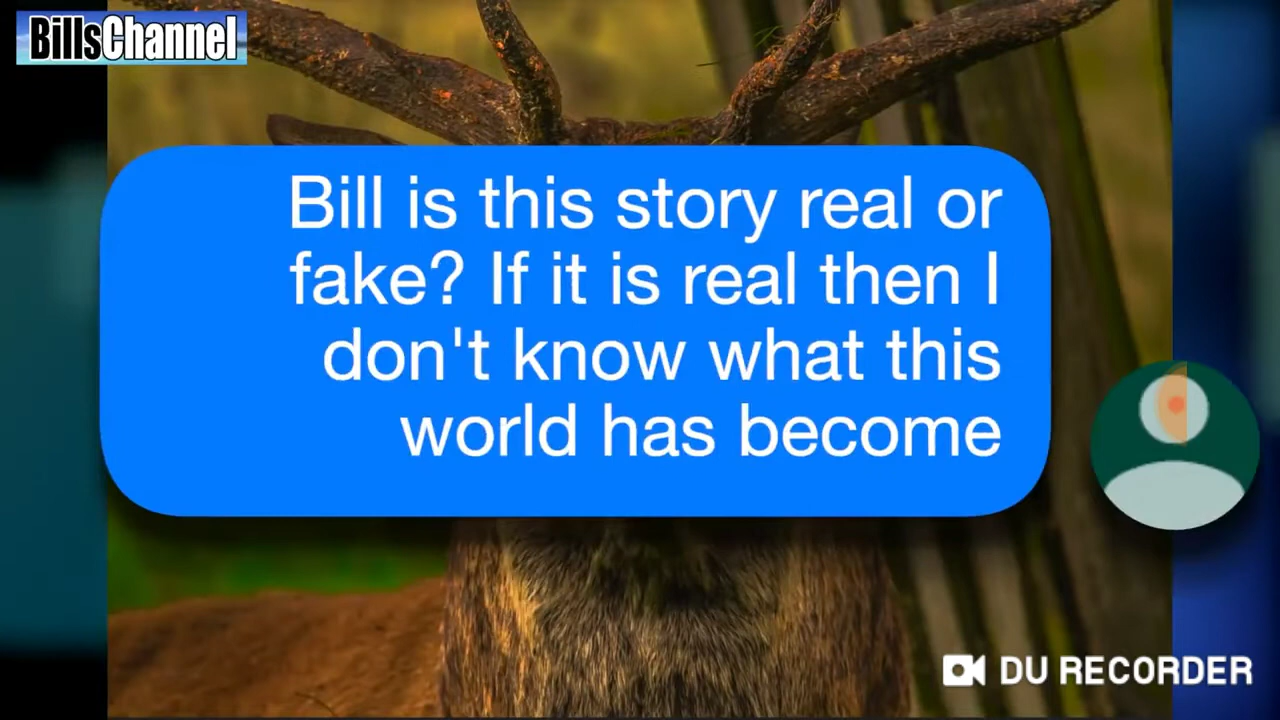 BillsChannel
Bill is this story real or
fake? If it is real then I
don't know what this
world has become
DU RECORDER